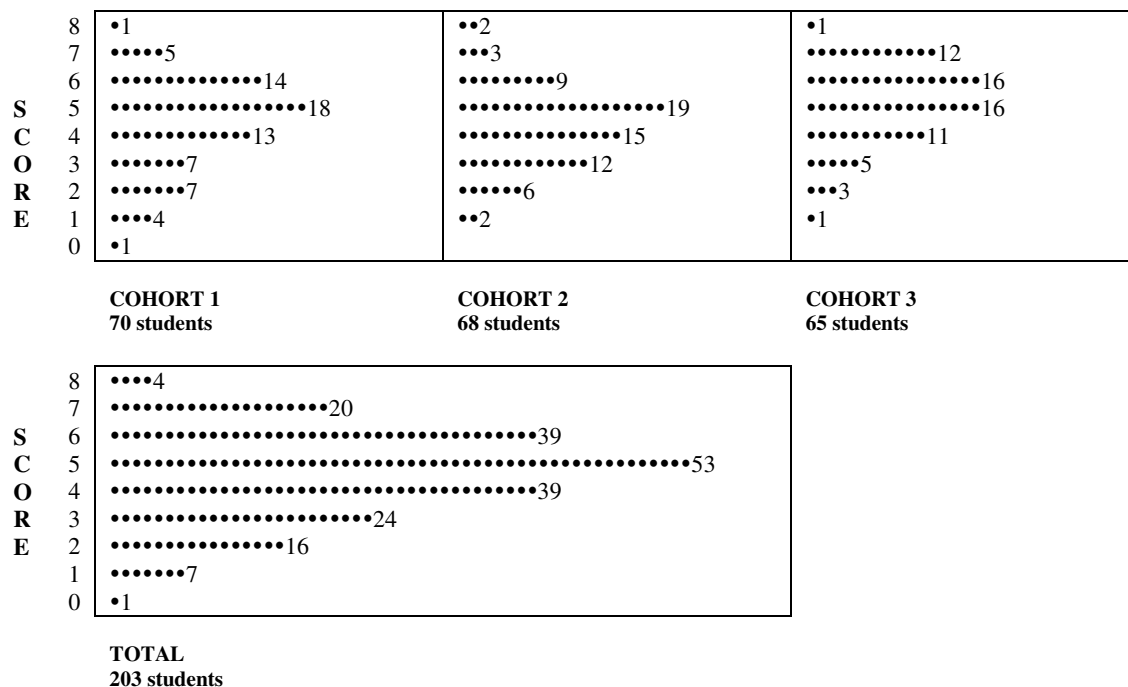 8 •1 ••2 •1
7 •••••5 •••3 ••••••••••••12
6 ••••••••••••••14 •••••••••9 ••••••••••••••••16
S 5 ••••••••••••••••••18 •••••••••••••••••••19 ••••••••••••••••16
C 4 •••••••••••••13 •••••••••••••••15 •••••••••••11
O 3 •••••••7 ••••••••••••12 •••••5
R 2 •••••••7 ••••••6 •••3
E 1 ••••4 ••2 •1
0 •1
COHORT 1 COHORT 2 COHORT 3
70 students 68 students 65 students
8 ••••4
7 ••••••••••••••••••••20
S 6 •••••••••••••••••••••••••••••••••••••••39
C 5 •••••••••••••••••••••••••••••••••••••••••••••••••••••53
O 4 •••••••••••••••••••••••••••••••••••••••39
R 3 ••••••••••••••••••••••••24
E 2 ••••••••••••••••16
1 •••••••7
0 •1
TOTAL
203 students